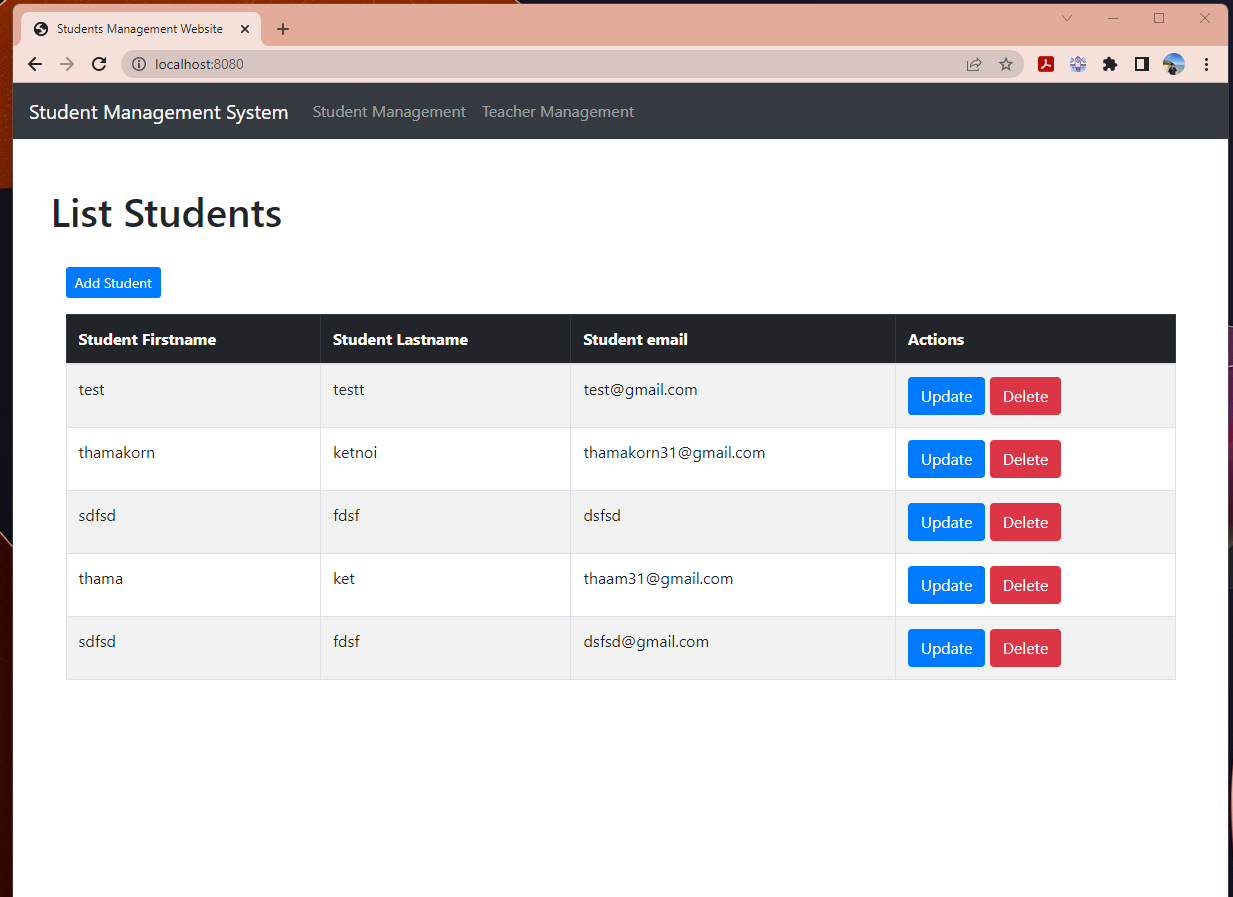 Students Management Website
localhost:8080
Student Management System Student Management Teacher Management
List Students
Add Student
Student Firstname Student Lastname Student email Actions
test testt test@gmail.com Update Delete
thamakorn ketnoi thamakorn31@gmail.com Update Delete
sdfsd fdsf dsfsd Update Delete
thama ket thaam31@gmail.com Update Delete
sdfsd fdsf dsfsd@gmail.com Update Delete